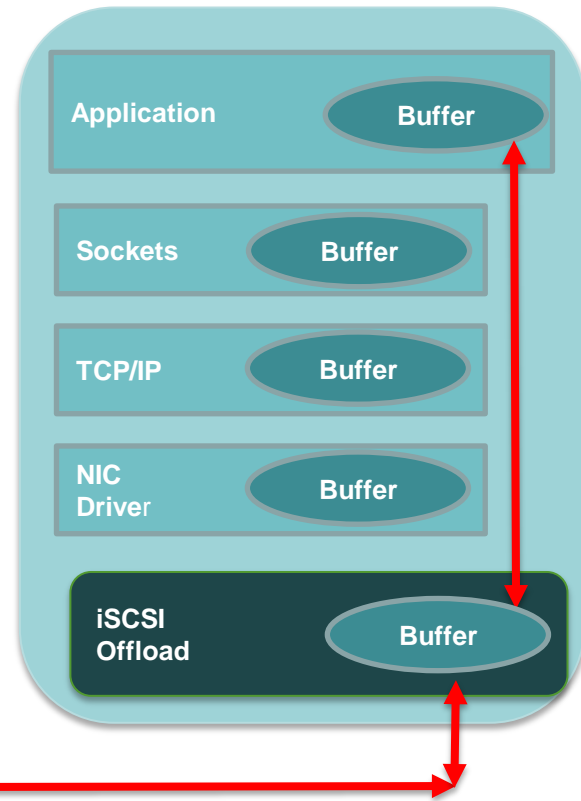 Application
Buffer
Sockets
Buffer
TCP/IP
Buffer
NIC
Driver
Buffer
iSCSI
Offload
Buffer